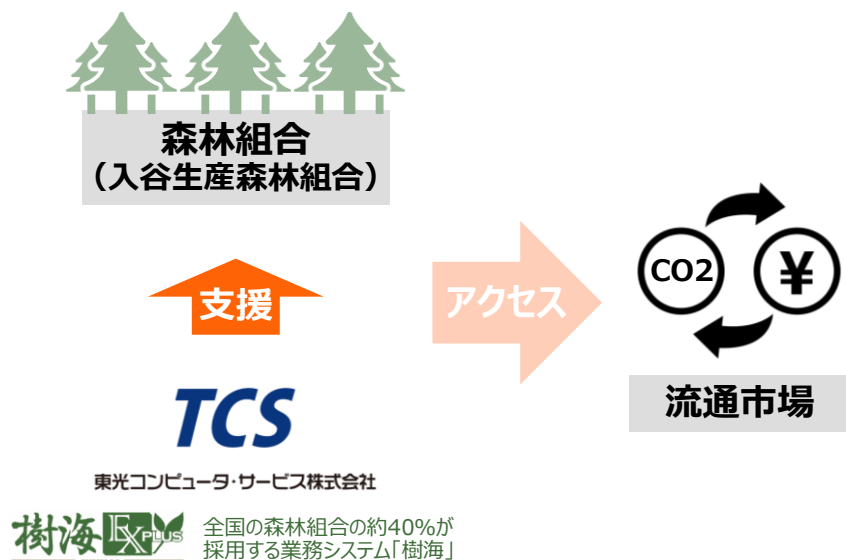 森林組合
（入谷生産森林組合）
支援
アクセス
CO2
¥
流通市場
TCS
東光コンピュータ・サービス株式会社
樹海 EX PLUS
全国の森林組合の約40%が
採用する業務システム「樹海」